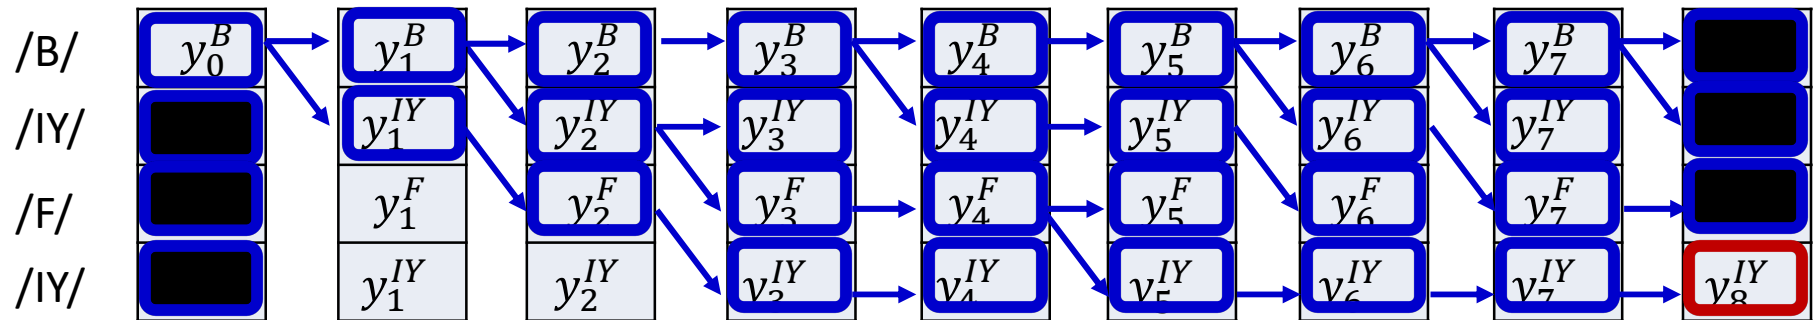 /B/ y_0^B y_1^B y_2^B y_3^B y_4^B y_5^B y_6^B y_7^B
/IY/ y_1^{IY} y_2^{IY} y_3^{IY} y_4^{IY} y_5^{IY} y_6^{IY} y_7^{IY}
/F/ y_1^F y_2^F y_3^F y_4^F y_5^F y_6^F y_7^F
/IY/ y_1^{IY} y_2^{IY} y_3^{IY} y_4^{IY} y_5^{IY} y_6^{IY} y_7^{IY} y_8^{IY}